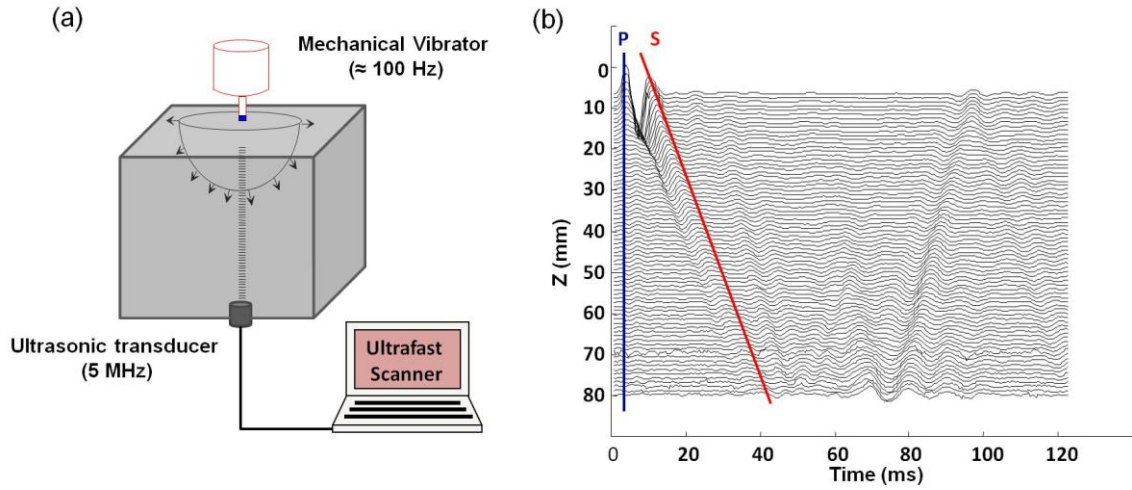 (a)
Mechanical Vibrator
(≈ 100 Hz)
Ultrasonic transducer
(5 MHz)
Ultrafast
Scanner
(b)
P
S
0
10
20
30
40
50
60
70
80
Z (mm)
0
20
40
60
80
100
120
Time (ms)